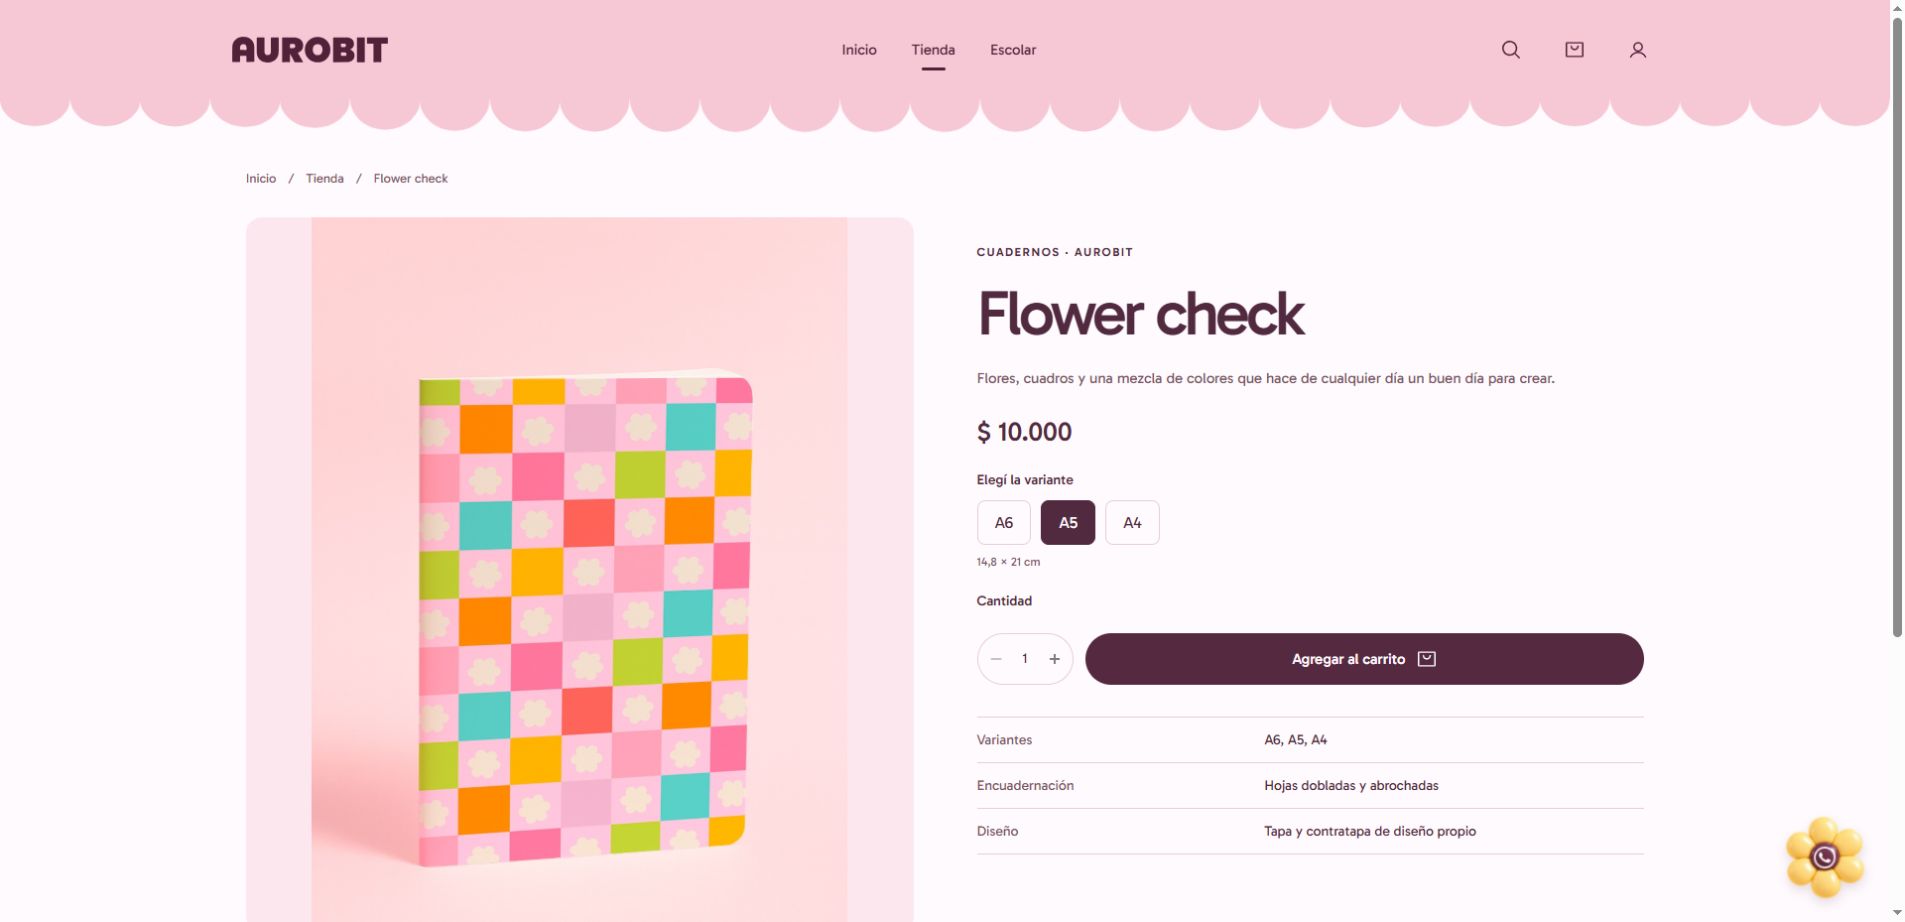 AUROBIT
Inicio
Tienda
Escolar
Inicio / Tienda / Flower check
CUADERNOS · AUROBIT
Flower check
Flores, cuadros y una mezcla de colores que hace de cualquier día un buen día para crear.
$ 10.000
Elegí la variante
A6
A5
A4
14,8 × 21 cm
Cantidad
1
Agregar al carrito
Variantes A6, A5, A4
Encuadernación Hojas dobladas y abrochadas
Diseño Tapa y contratapa de diseño propio